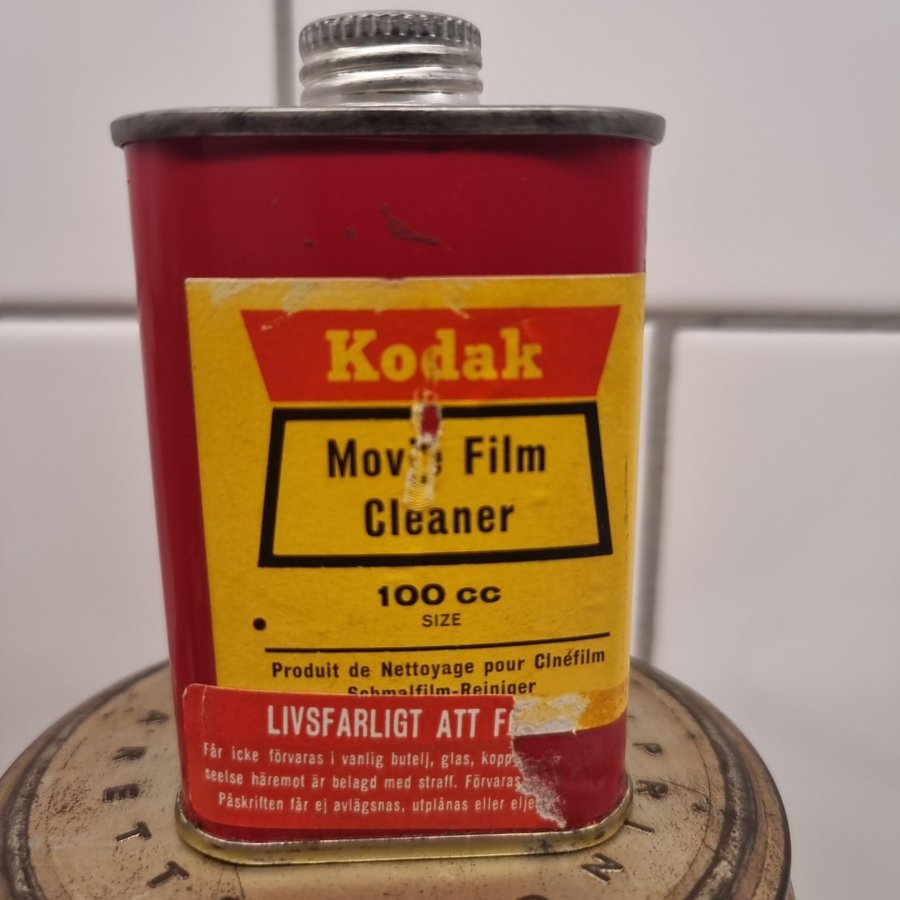 Kodak
Movie Film
Cleaner
100 cc
SIZE
Produit de Nettoyage pour Cinéfilm
Schmalfilm-Reiniger
LIVSFARLIGT ATT
Får icke förvaras i vanlig butelj, glas,
seelse häremot är belagd med straff. Förvaras
Påskriften får ej avlägsnas, utplånas eller